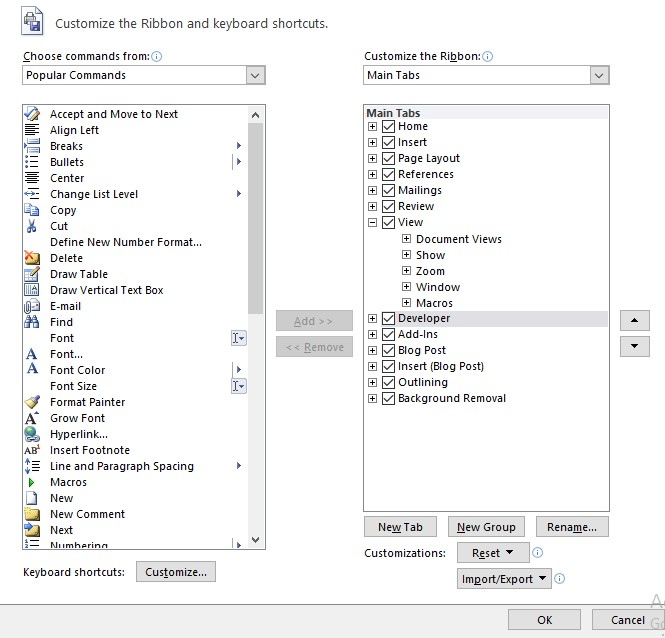 Customize the Ribbon and keyboard shortcuts.
Choose commands from:
Popular Commands
Accept and Move to Next
Align Left
Breaks
Bullets
Center
Change List Level
Copy
Cut
Define New Number Format...
Delete
Draw Table
Draw Vertical Text Box
E-mail
Find
Font
Font...
Font Color
Font Size
Format Painter
Grow Font
Hyperlink...
Insert Footnote
Line and Paragraph Spacing
Macros
New
New Comment
Next
Numbering
Keyboard shortcuts: Customize...
Add >>
<< Remove
Customize the Ribbon:
Main Tabs
Main Tabs
Home
Insert
Page Layout
References
Mailings
Review
View
Document Views
Show
Zoom
Window
Macros
Developer
Add-Ins
Blog Post
Insert (Blog Post)
Outlining
Background Removal
New Tab New Group Rename...
Customizations: Reset
Import/Export
OK Cancel